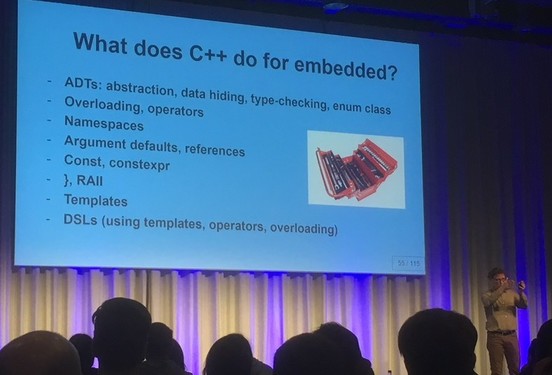 What does C++ do for embedded?
- ADTs: abstraction, data hiding, type-checking, enum class
- Overloading, operators
- Namespaces
- Argument defaults, references
- Const, constexpr
- }, RAII
- Templates
- DSLs (using templates, operators, overloading)
55 / 115